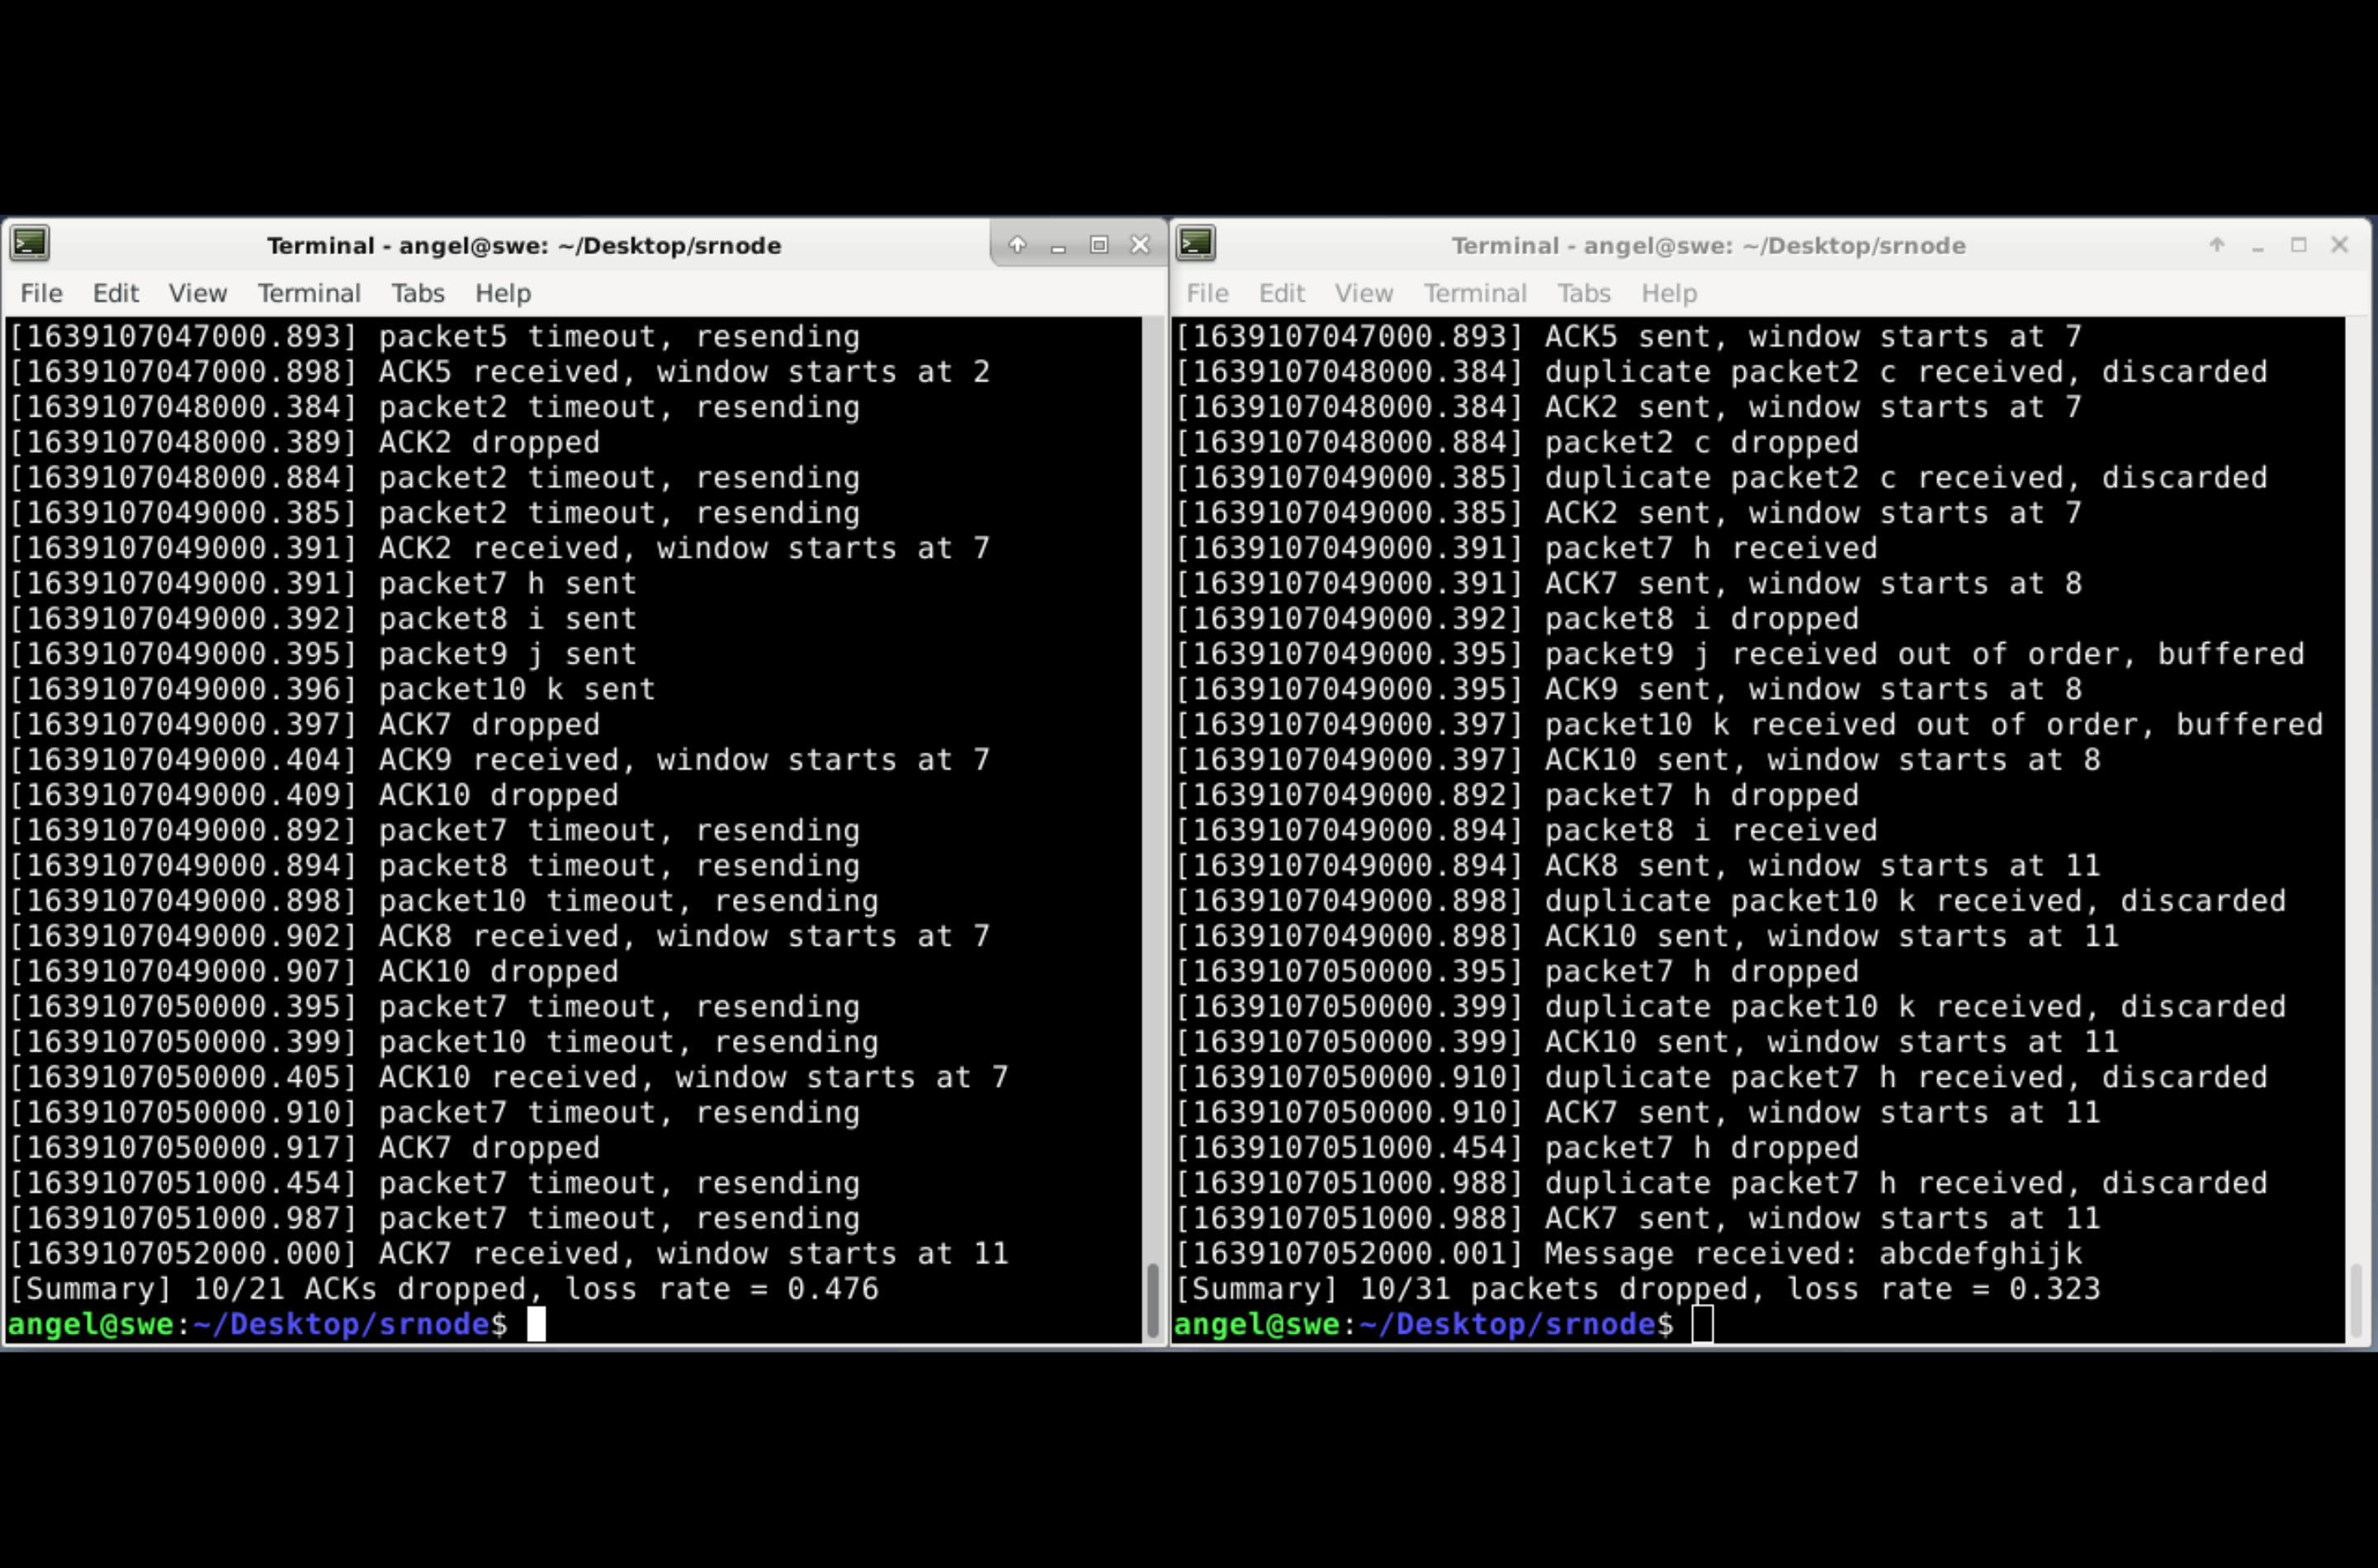 Terminal - angel@swe: ~/Desktop/srnode
File Edit View Terminal Tabs Help
[1639107047000.893] packet5 timeout, resending
[1639107047000.898] ACK5 received, window starts at 2
[1639107048000.384] packet2 timeout, resending
[1639107048000.389] ACK2 dropped
[1639107048000.884] packet2 timeout, resending
[1639107049000.385] packet2 timeout, resending
[1639107049000.391] ACK2 received, window starts at 7
[1639107049000.391] packet7 h sent
[1639107049000.392] packet8 i sent
[1639107049000.395] packet9 j sent
[1639107049000.396] packet10 k sent
[1639107049000.397] ACK7 dropped
[1639107049000.404] ACK9 received, window starts at 7
[1639107049000.409] ACK10 dropped
[1639107049000.892] packet7 timeout, resending
[1639107049000.894] packet8 timeout, resending
[1639107049000.898] packet10 timeout, resending
[1639107049000.902] ACK8 received, window starts at 7
[1639107049000.907] ACK10 dropped
[1639107050000.395] packet7 timeout, resending
[1639107050000.399] packet10 timeout, resending
[1639107050000.405] ACK10 received, window starts at 7
[1639107050000.910] packet7 timeout, resending
[1639107050000.917] ACK7 dropped
[1639107051000.454] packet7 timeout, resending
[1639107051000.987] packet7 timeout, resending
[1639107052000.000] ACK7 received, window starts at 11
[Summary] 10/21 ACKs dropped, loss rate = 0.476
angel@swe:~/Desktop/srnode$
Terminal - angel@swe: ~/Desktop/srnode
File Edit View Terminal Tabs Help
[1639107047000.893] ACK5 sent, window starts at 7
[1639107048000.384] duplicate packet2 c received, discarded
[1639107048000.384] ACK2 sent, window starts at 7
[1639107048000.884] packet2 c dropped
[1639107049000.385] duplicate packet2 c received, discarded
[1639107049000.385] ACK2 sent, window starts at 7
[1639107049000.391] packet7 h received
[1639107049000.391] ACK7 sent, window starts at 8
[1639107049000.392] packet8 i dropped
[1639107049000.395] packet9 j received out of order, buffered
[1639107049000.395] ACK9 sent, window starts at 8
[1639107049000.397] packet10 k received out of order, buffered
[1639107049000.397] ACK10 sent, window starts at 8
[1639107049000.892] packet7 h dropped
[1639107049000.894] packet8 i received
[1639107049000.894] ACK8 sent, window starts at 11
[1639107049000.898] duplicate packet10 k received, discarded
[1639107049000.898] ACK10 sent, window starts at 11
[1639107050000.395] packet7 h dropped
[1639107050000.399] duplicate packet10 k received, discarded
[1639107050000.399] ACK10 sent, window starts at 11
[1639107050000.910] duplicate packet7 h received, discarded
[1639107050000.910] ACK7 sent, window starts at 11
[1639107051000.454] packet7 h dropped
[1639107051000.988] duplicate packet7 h received, discarded
[1639107051000.988] ACK7 sent, window starts at 11
[1639107052000.001] Message received: abcdefghijk
[Summary] 10/31 packets dropped, loss rate = 0.323
angel@swe:~/Desktop/srnode$